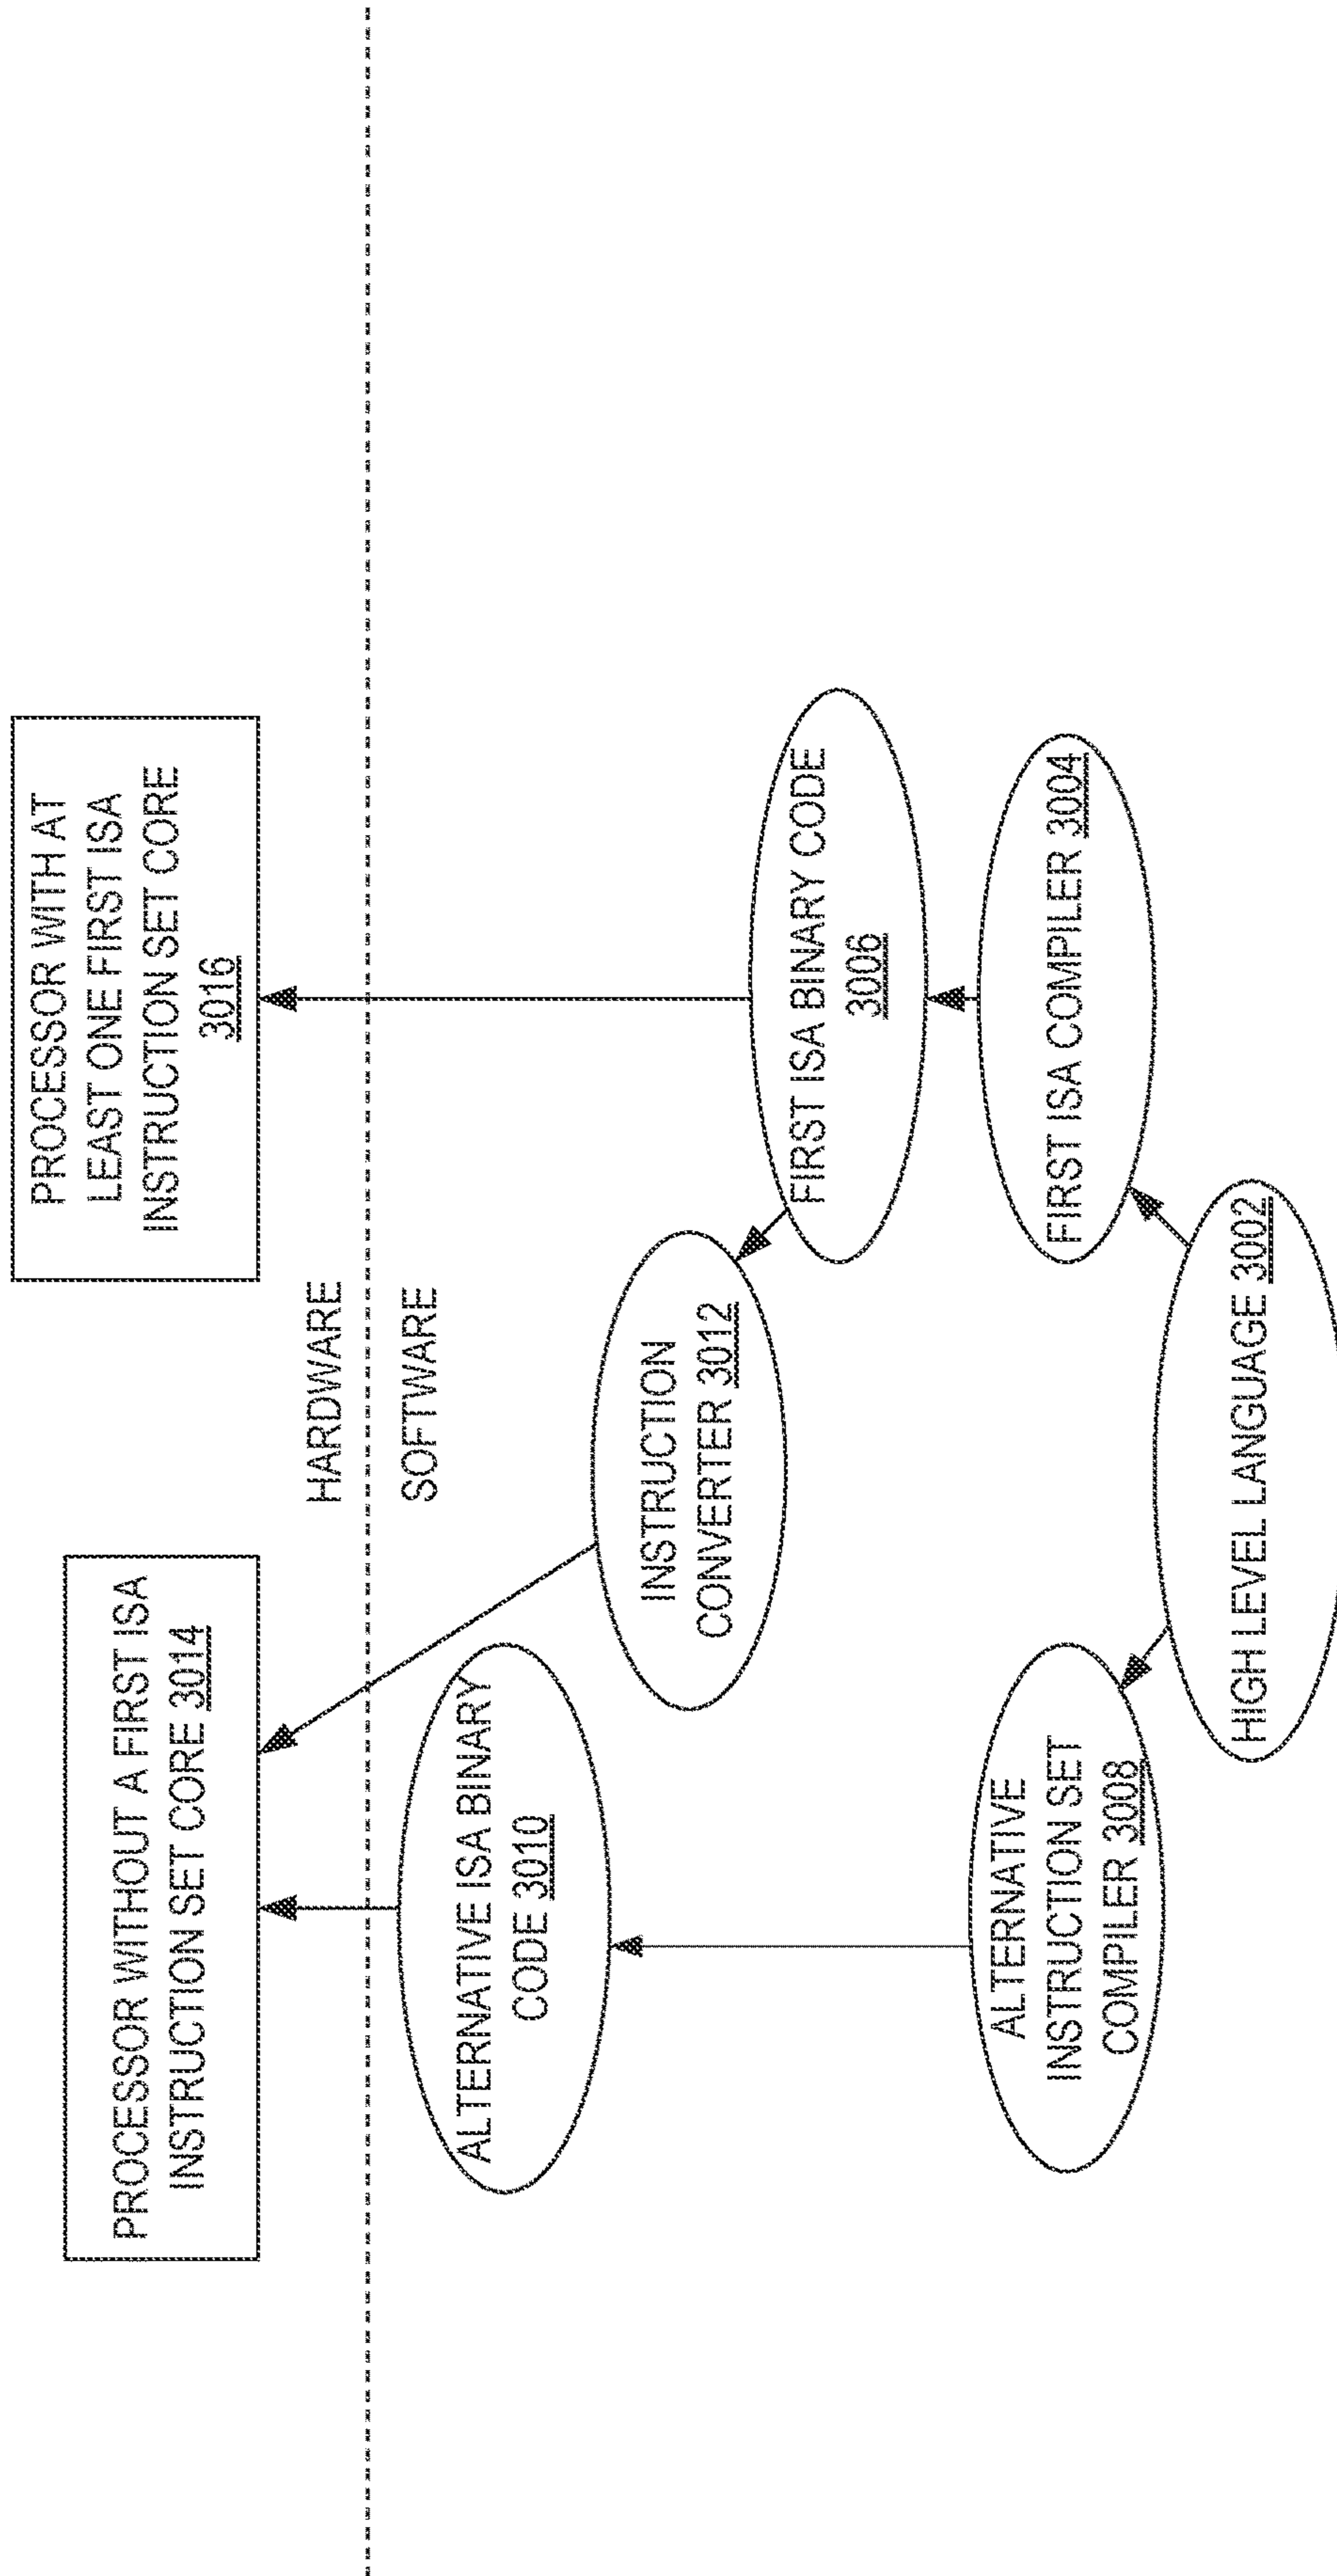 PROCESSOR WITHOUT A FIRST ISA
INSTRUCTION SET CORE 3014
PROCESSOR WITH AT
LEAST ONE FIRST ISA
INSTRUCTION SET CORE
3016
HARDWARE
SOFTWARE
ALTERNATIVE ISA BINARY
CODE 3010
INSTRUCTION
CONVERTER 3012
FIRST ISA BINARY CODE
3006
ALTERNATIVE
INSTRUCTION SET
COMPILER 3008
FIRST ISA COMPILER 3004
HIGH LEVEL LANGUAGE 3002